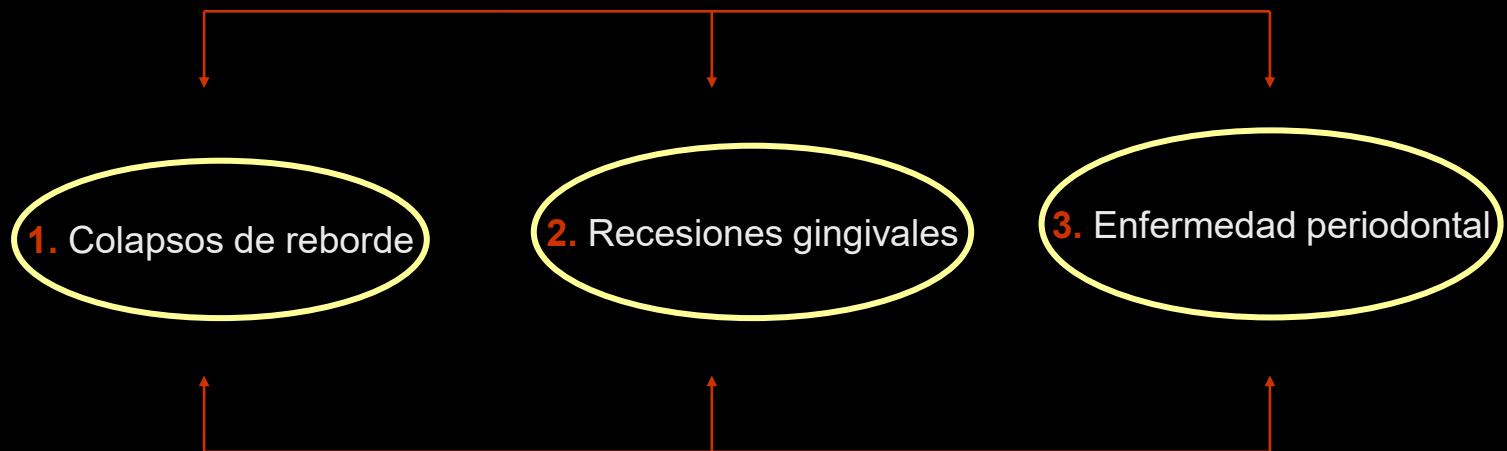 1. Colapsos de reborde
2. Recesiones gingivales
3. Enfermedad periodontal